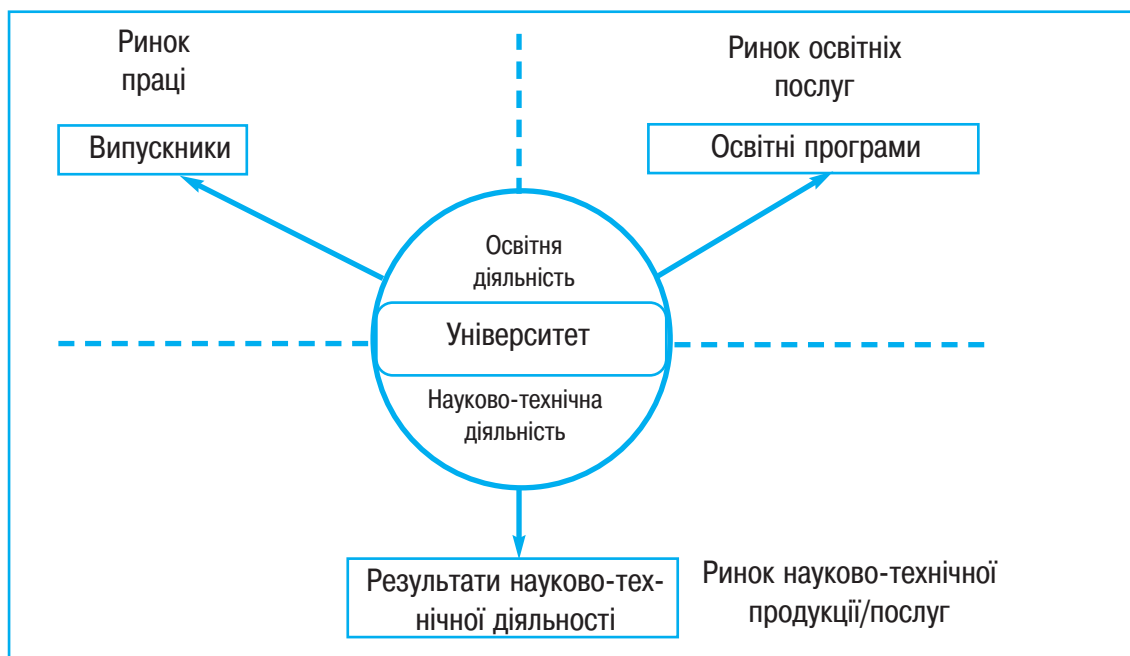 Ринок
праці
Випускники
Ринок освітніх
послуг
Освітні програми
Освітня
діяльність
Університет
Науково-технічна
діяльність
Результати науково-тех-
нічної діяльності
Ринок науково-технічної
продукції/послуг